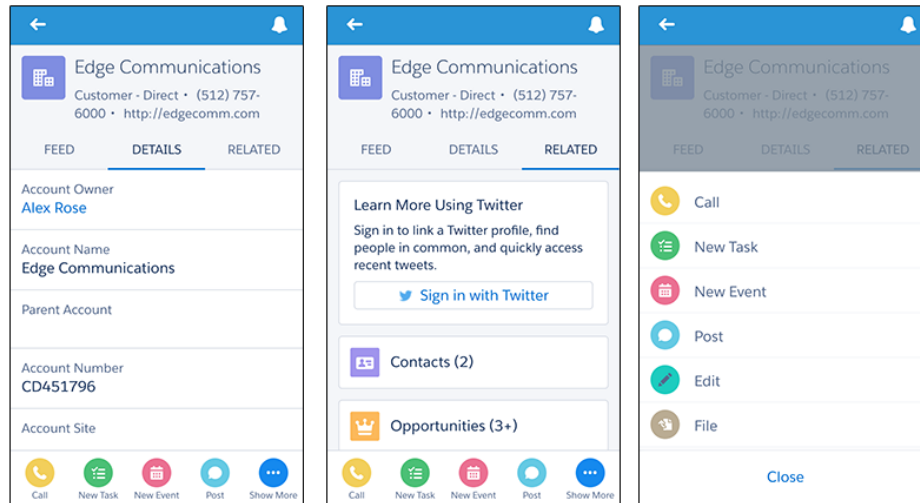 Edge Communications
Customer - Direct • (512) 757-
6000 • http://edgecomm.com
FEED DETAILS RELATED
Account Owner
Alex Rose
Account Name
Edge Communications
Parent Account
Account Number
CD451796
Account Site
Call New Task New Event Post Show More
Edge Communications
Customer - Direct • (512) 757-
6000 • http://edgecomm.com
FEED DETAILS RELATED
Learn More Using Twitter
Sign in to link a Twitter profile, find
people in common, and quickly access
recent tweets.
Sign in with Twitter
Contacts (2)
Opportunities (3+)
Call New Task New Event Post Show More
Edge Communications
Customer - Direct • (512) 757-
6000 • http://edgecomm.com
FEED DETAILS RELATED
Call
New Task
New Event
Post
Edit
File
Close